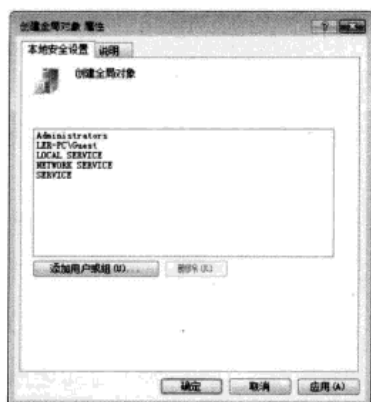 创建全局对象 属性
本地安全设置 说明
创建全局对象
Administrators
LER-PC\Guest
LOCAL SERVICE
NETWORK SERVICE
SERVICE
添加用户或组(U)... 删除(R)
确定 取消 应用(A)